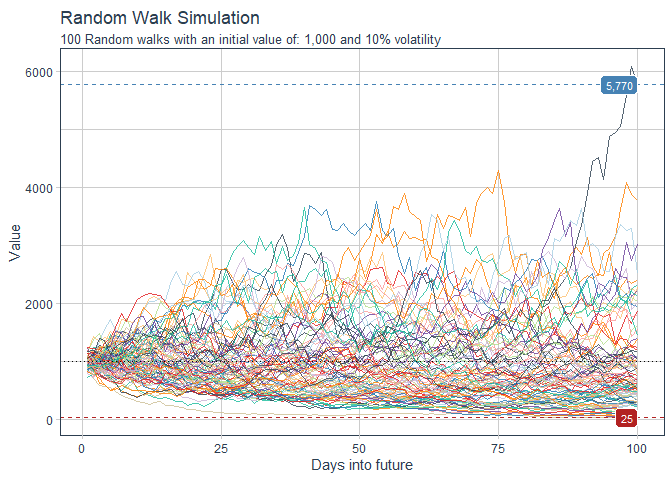 Random Walk Simulation
100 Random walks with an initial value of: 1,000 and 10% volatility
6000
5,770
4000
Value
2000
0
25
0
25
50
75
100
Days into future